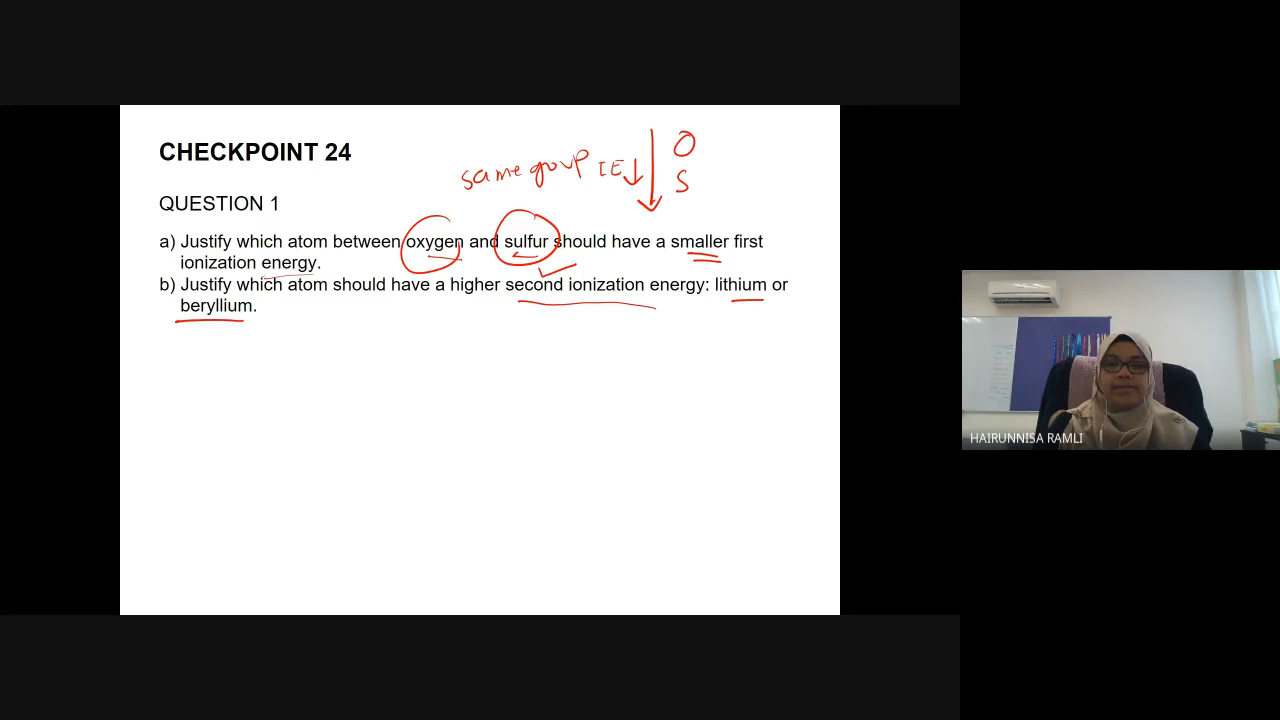 CHECKPOINT 24
same goup IE↓ O
S
QUESTION 1
a) Justify which atom between oxygen and sulfur should have a smaller first
ionization energy.
b) Justify which atom should have a higher second ionization energy: lithium or
beryllium.
HAIRUNNISA RAMLI